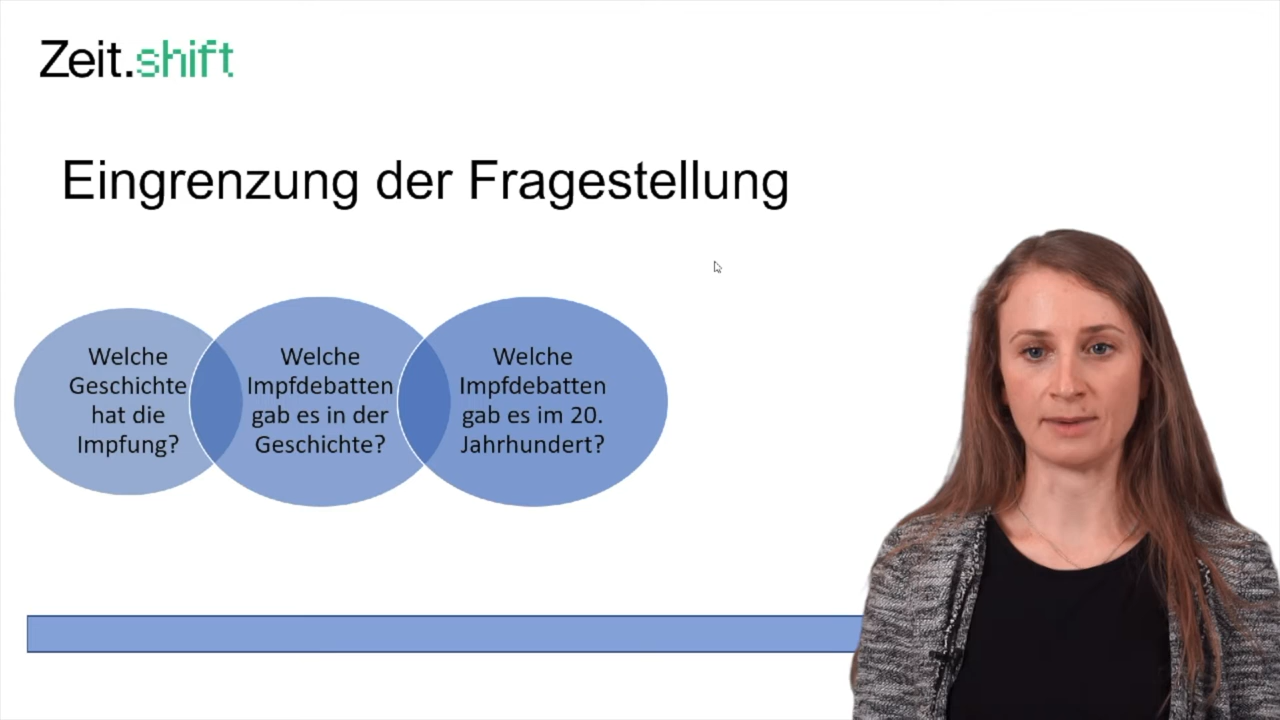 Zeit.shift
Eingrenzung der Fragestellung
Welche
Geschichte
hat die
Impfung?
Welche
Impfdebatten
gab es in der
Geschichte?
Welche
Impfdebatten
gab es im 20.
Jahrhundert?